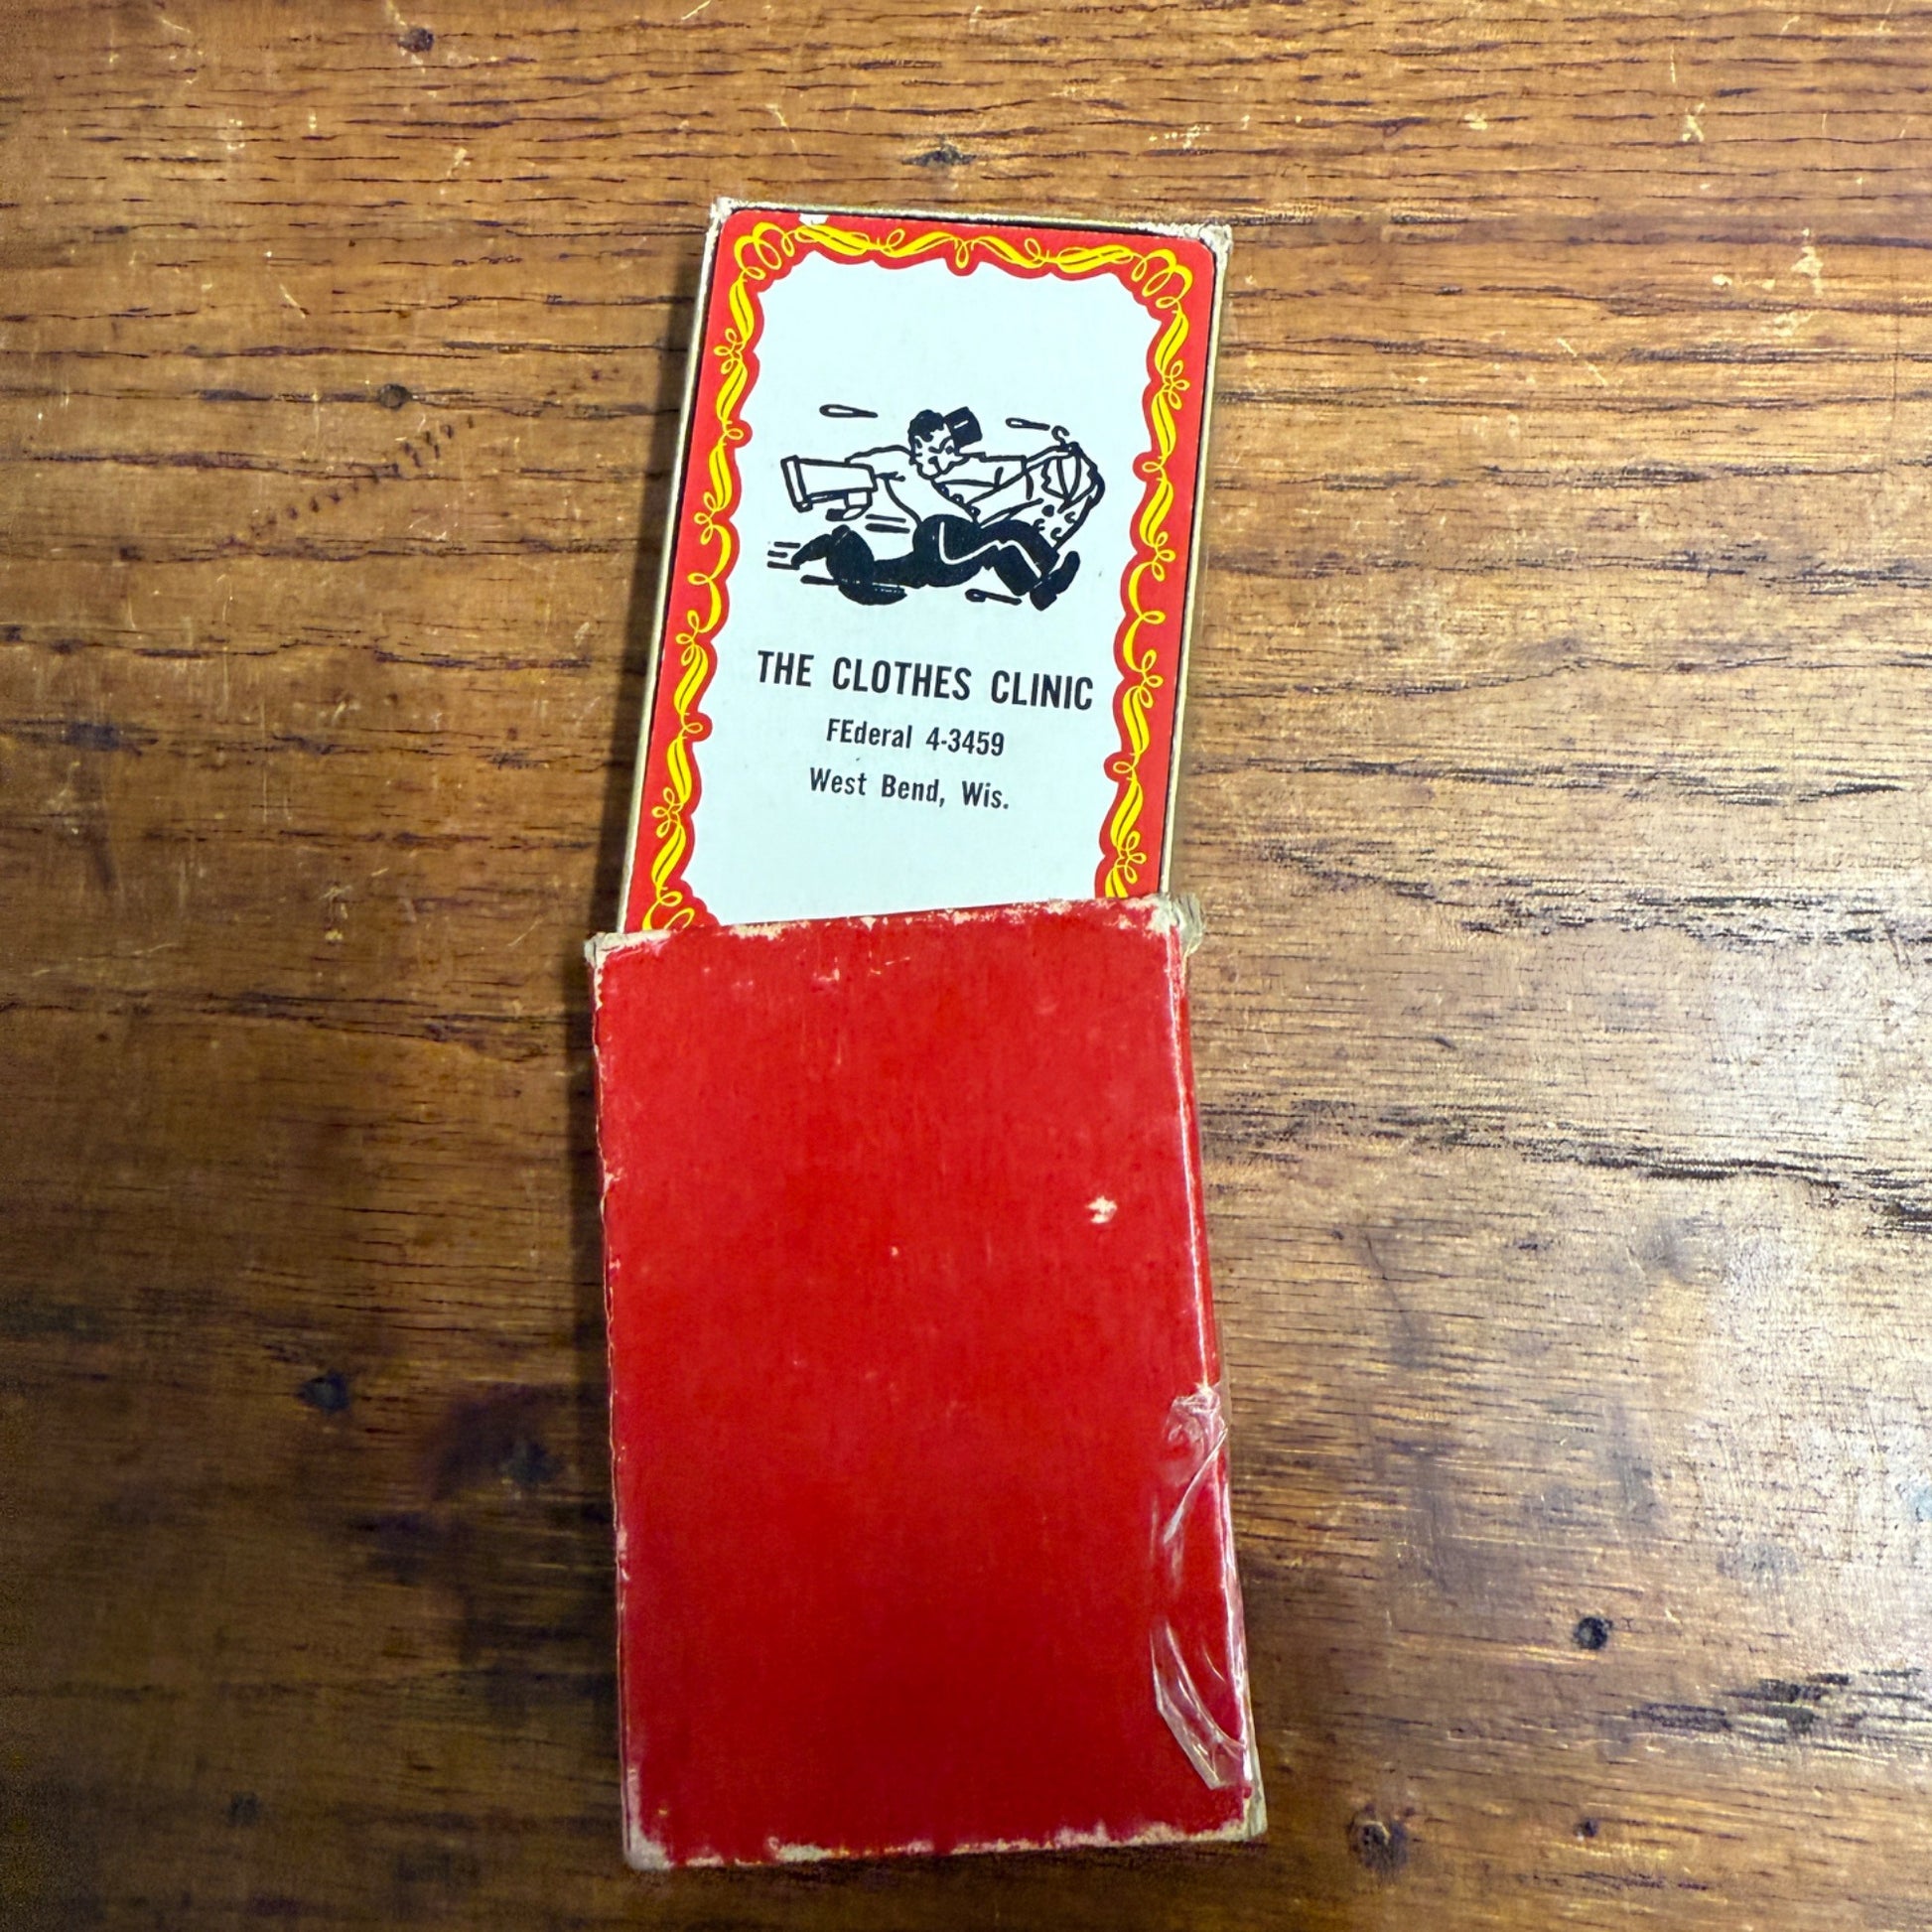 THE CLOTHES CLINIC
FEderal 4-3459
West Bend, Wis.